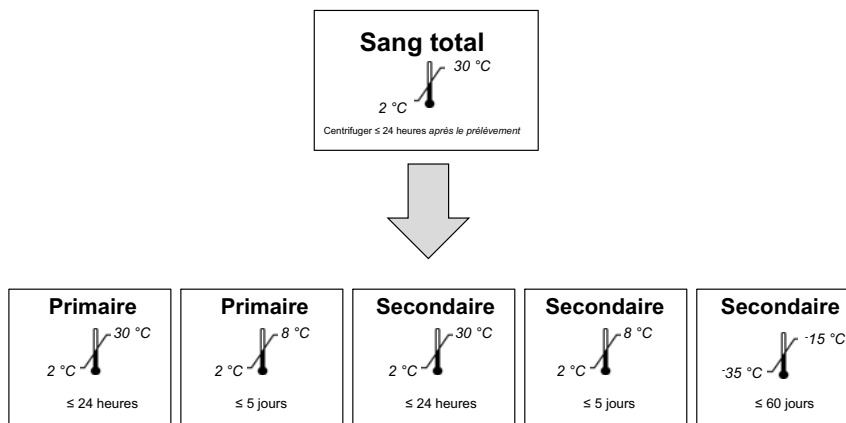 Sang total
30 °C
2 °C
Centrifuger ≤ 24 heures après le prélèvement
Primaire
30 °C
2 °C
≤ 24 heures
Primaire
8 °C
2 °C
≤ 5 jours
Secondaire
30 °C
2 °C
≤ 24 heures
Secondaire
8 °C
2 °C
≤ 5 jours
Secondaire
-15 °C
-35 °C
≤ 60 jours